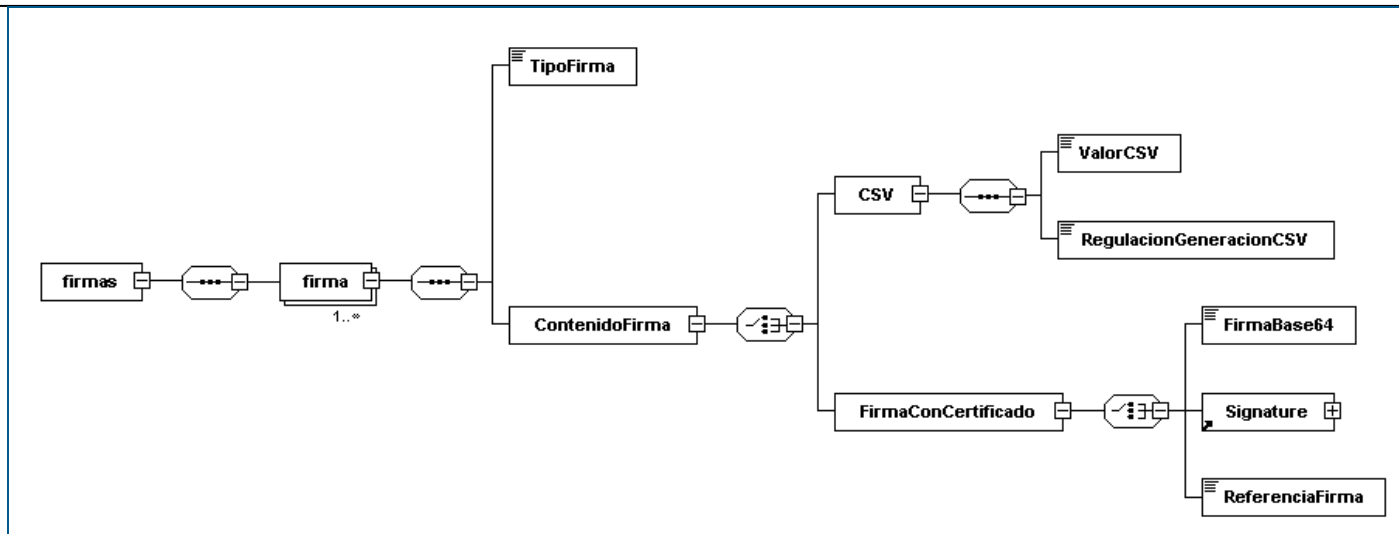 TipoFirma
ValorCSV
CSV
RegulacionGeneracionCSV
firmas
firma
1..∞
ContenidoFirma
FirmaBase64
FirmaConCertificado
Signature
ReferenciaFirma